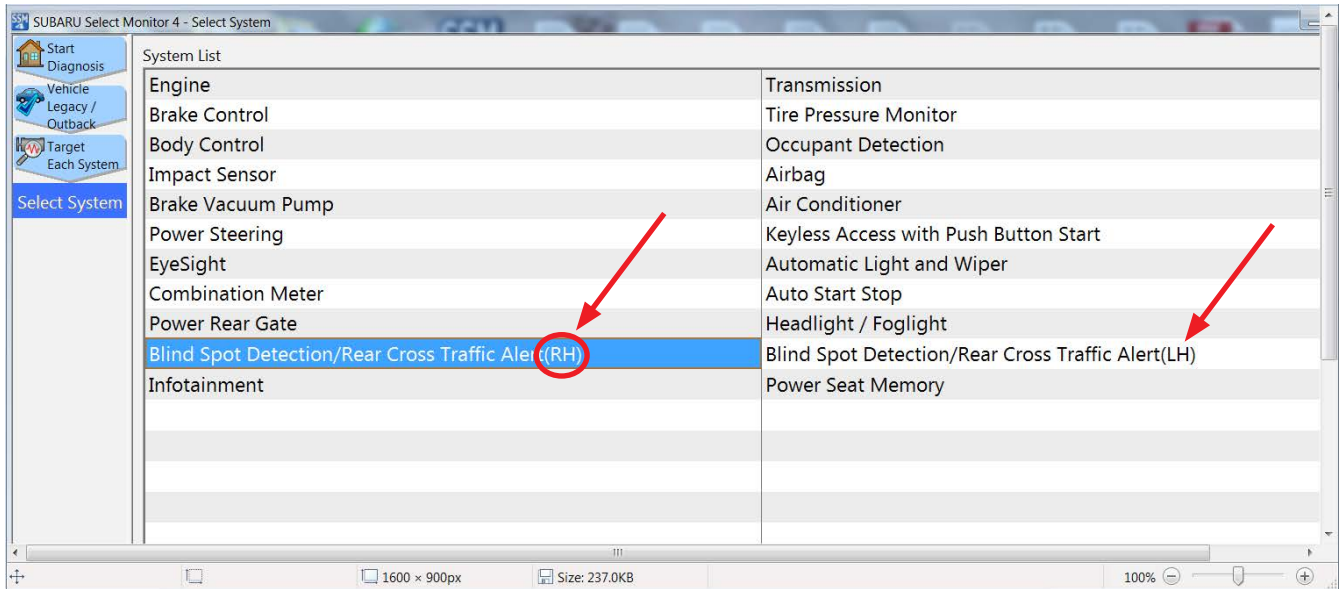 SSM 4 SUBARU Select Monitor 4 - Select System
Start
Diagnosis
Vehicle
Legacy /
Outback
Target
Each System
Select System
System List
Engine
Transmission
Brake Control
Tire Pressure Monitor
Body Control
Occupant Detection
Impact Sensor
Airbag
Brake Vacuum Pump
Air Conditioner
Power Steering
Keyless Access with Push Button Start
EyeSight
Automatic Light and Wiper
Combination Meter
Auto Start Stop
Power Rear Gate
Headlight / Foglight
Blind Spot Detection/Rear Cross Traffic Alert(RH)
Blind Spot Detection/Rear Cross Traffic Alert(LH)
Infotainment
Power Seat Memory
1600 × 900px
Size: 237.0KB
100%